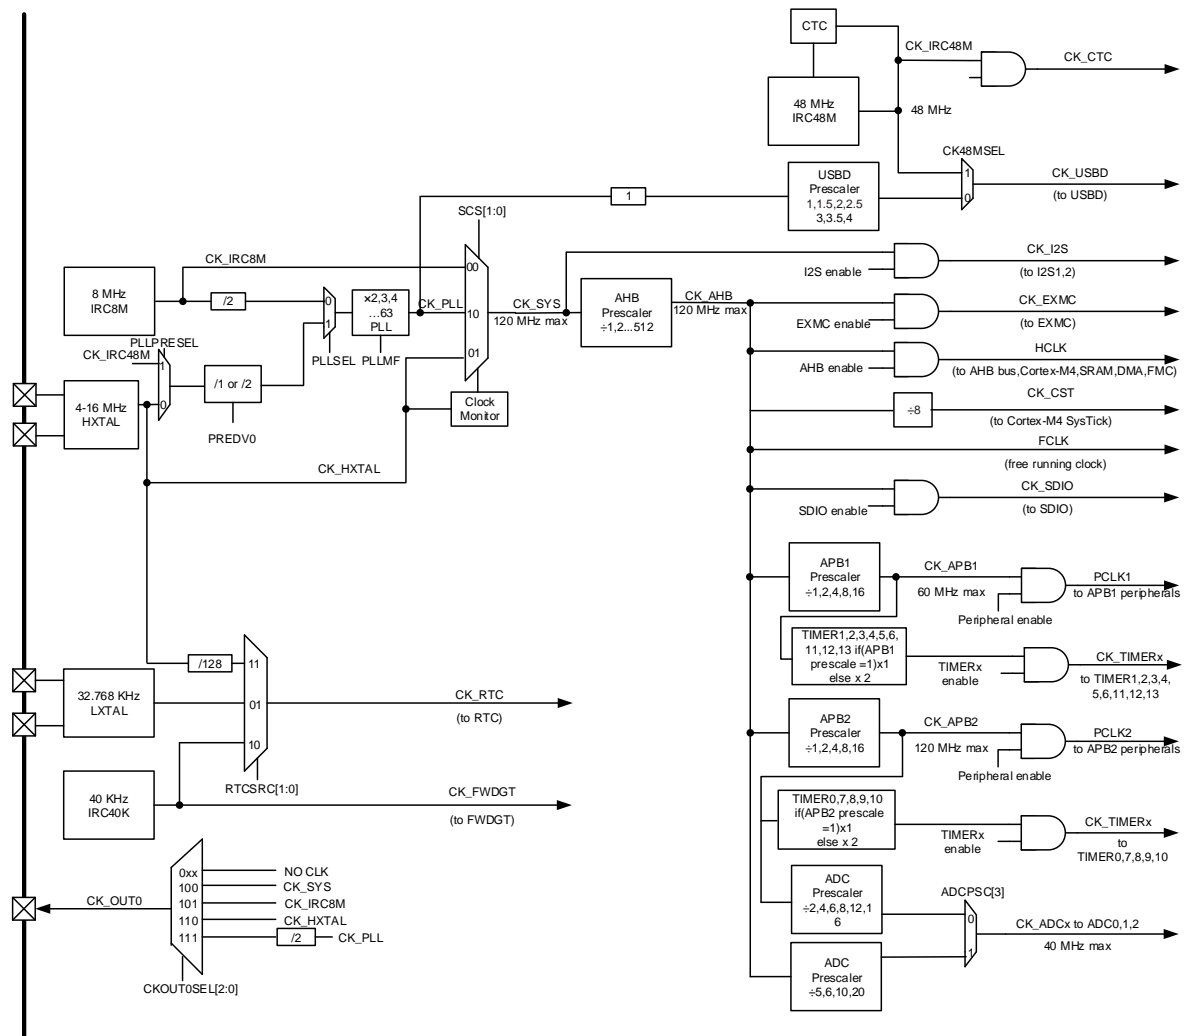 CTC
CK_IRC48M
CK_CTC
48 MHz
IRC48M
48 MHz
CK48MSEL
1
0
CK_USBD
(to USBD)
USBD
Prescaler
1,1.5,2,2.5
3,3.5,4
1
SCS[1:0]
CK_IRC8M
00
8 MHz
IRC8M
/2
0
1
×2,3,4
…63
PLL
CK_PLL
10
CK_SYS
120 MHz max
AHB
Prescaler
÷1,2...512
CK_AHB
120 MHz max
I2S enable
CK_I2S
(to I2S1,2)
EXMC enable
CK_EXMC
(to EXMC)
AHB enable
HCLK
(to AHB bus,Cortex-M4,SRAM,DMA,FMC)
÷8
CK_CST
(to Cortex-M4 SysTick)
FCLK
(free running clock)
SDIO enable
CK_SDIO
(to SDIO)
PLLPRESEL
CK_IRC48M
1
0
PLLSEL
PLLMF
01
/1 or /2
PREDV0
4-16 MHz
HXTAL
Clock
Monitor
CK_HXTAL
APB1
Prescaler
÷1,2,4,8,16
CK_APB1
60 MHz max
Peripheral enable
PCLK1
to APB1 peripherals
TIMER1,2,3,4,5,6,
11,12,13 if(APB1
prescale =1)x1
else x 2
TIMERx
enable
CK_TIMERx
to TIMER1,2,3,4,
5,6,11,12,13
/128
11
32.768 KHz
LXTAL
01
CK_RTC
(to RTC)
10
RTCSRC[1:0]
40 KHz
IRC40K
CK_FWDGT
(to FWDGT)
APB2
Prescaler
÷1,2,4,8,16
CK_APB2
120 MHz max
Peripheral enable
PCLK2
to APB2 peripherals
TIMER0,7,8,9,10
if(APB2 prescale
=1)x1
else x 2
TIMERx
enable
CK_TIMERx
to
TIMER0,7,8,9,10
CK_OUT0
0xx
NO CLK
100
CK_SYS
101
CK_IRC8M
110
CK_HXTAL
111
/2
CK_PLL
CKOUT0SEL[2:0]
ADC
Prescaler
÷2,4,6,8,12,1
6
ADCPSC[3]
0
1
CK_ADCx to ADC0,1,2
40 MHz max
ADC
Prescaler
÷5,6,10,20